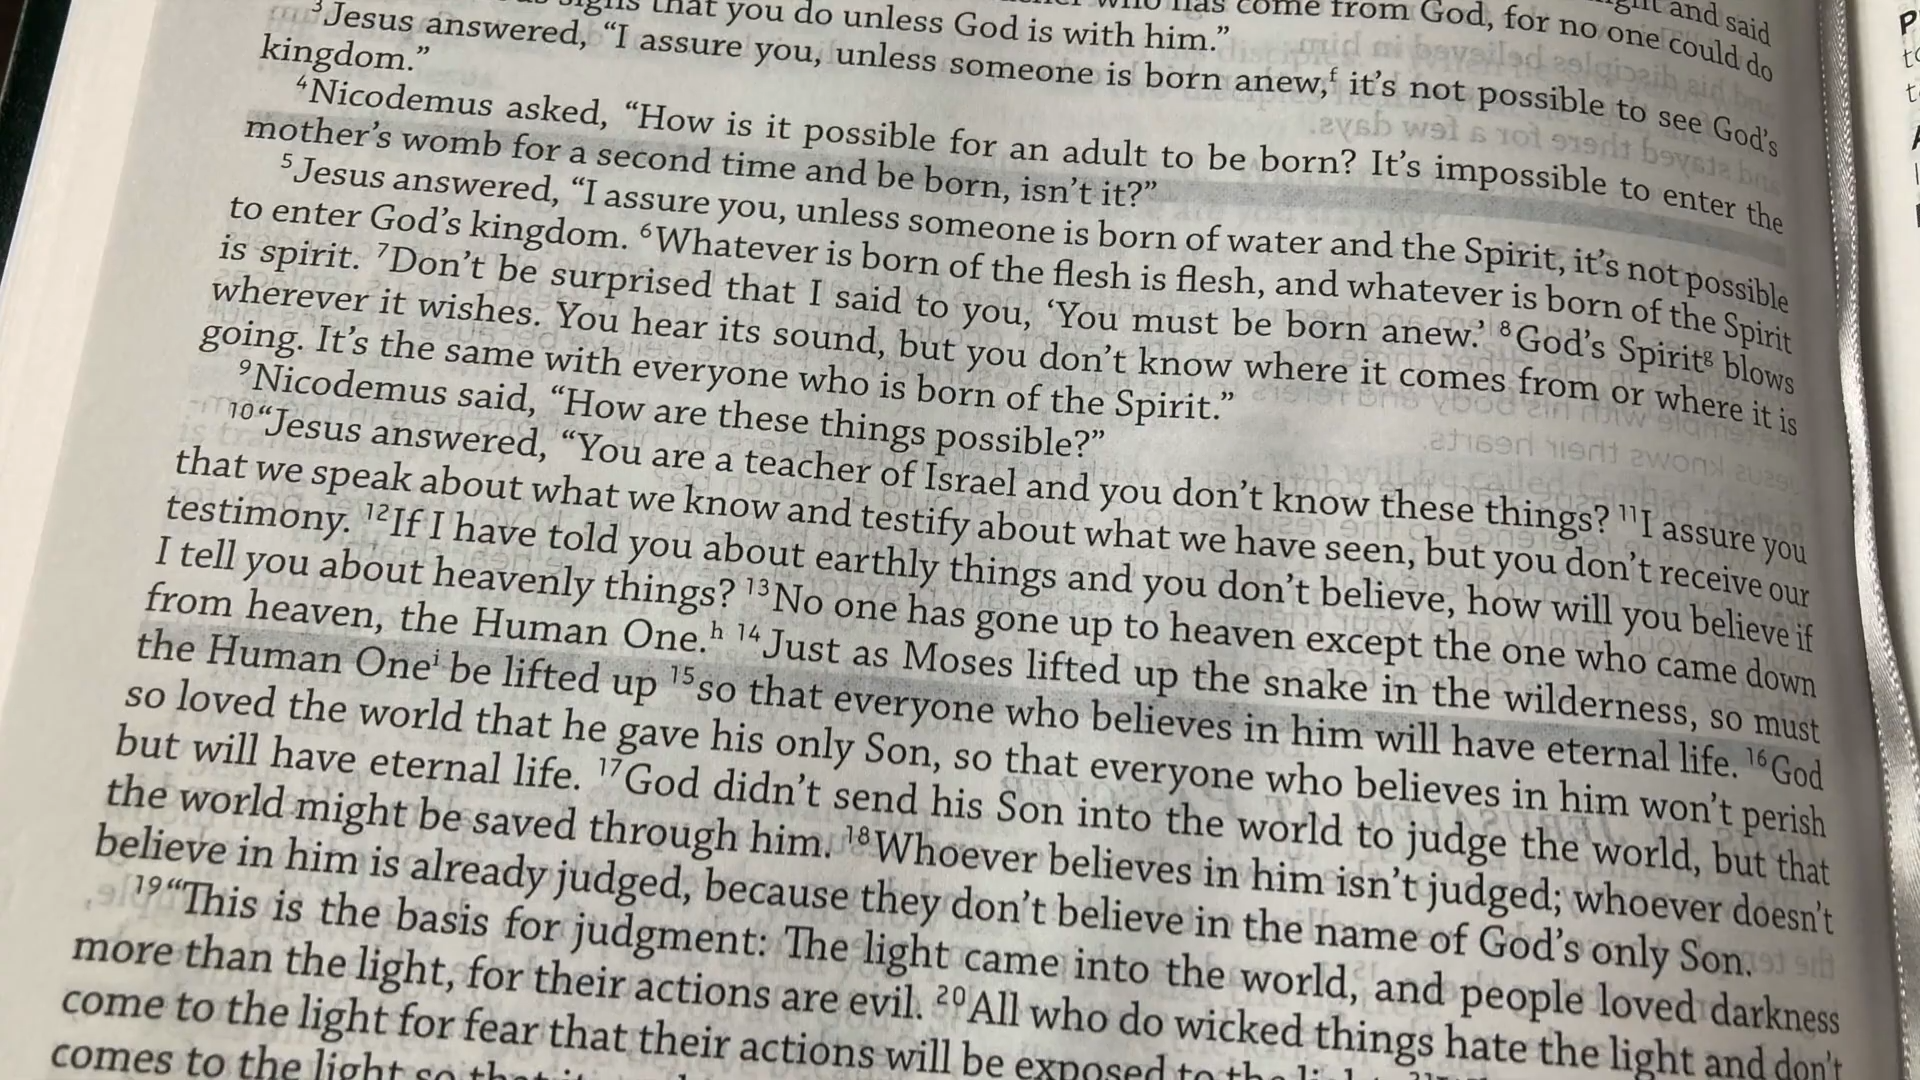 signs that you do unless God is with him.” who has come from God, for no one could do
³Jesus answered, “I assure you, unless someone is born anew,ᶠ it’s not possible to see God’s
kingdom.”
⁴Nicodemus asked, “How is it possible for an adult to be born? It’s impossible to enter the
mother’s womb for a second time and be born, isn’t it?”
⁵Jesus answered, “I assure you, unless someone is born of water and the Spirit, it’s not possible
to enter God’s kingdom. ⁶Whatever is born of the flesh is flesh, and whatever is born of the Spirit
is spirit. ⁷Don’t be surprised that I said to you, ‘You must be born anew.’ ⁸God’s Spiritᵍ blows
wherever it wishes. You hear its sound, but you don’t know where it comes from or where it is
going. It’s the same with everyone who is born of the Spirit.”
⁹Nicodemus said, “How are these things possible?”
¹⁰“Jesus answered, “You are a teacher of Israel and you don’t know these things? ¹¹I assure you
that we speak about what we know and testify about what we have seen, but you don’t receive our
testimony. ¹²If I have told you about earthly things and you don’t believe, how will you believe if
I tell you about heavenly things? ¹³No one has gone up to heaven except the one who came down
from heaven, the Human One.ʰ ¹⁴Just as Moses lifted up the snake in the wilderness, so must
the Human Oneⁱ be lifted up ¹⁵so that everyone who believes in him will have eternal life. ¹⁶God
so loved the world that he gave his only Son, so that everyone who believes in him won’t perish
but will have eternal life. ¹⁷God didn’t send his Son into the world to judge the world, but that
the world might be saved through him. ¹⁸Whoever believes in him isn’t judged; whoever doesn’t
believe in him is already judged, because they don’t believe in the name of God’s only Son.
¹⁹“This is the basis for judgment: The light came into the world, and people loved darkness
more than the light, for their actions are evil. ²⁰All who do wicked things hate the light and don’t
come to the light for fear that their actions will be exposed to the
comes to the light so that